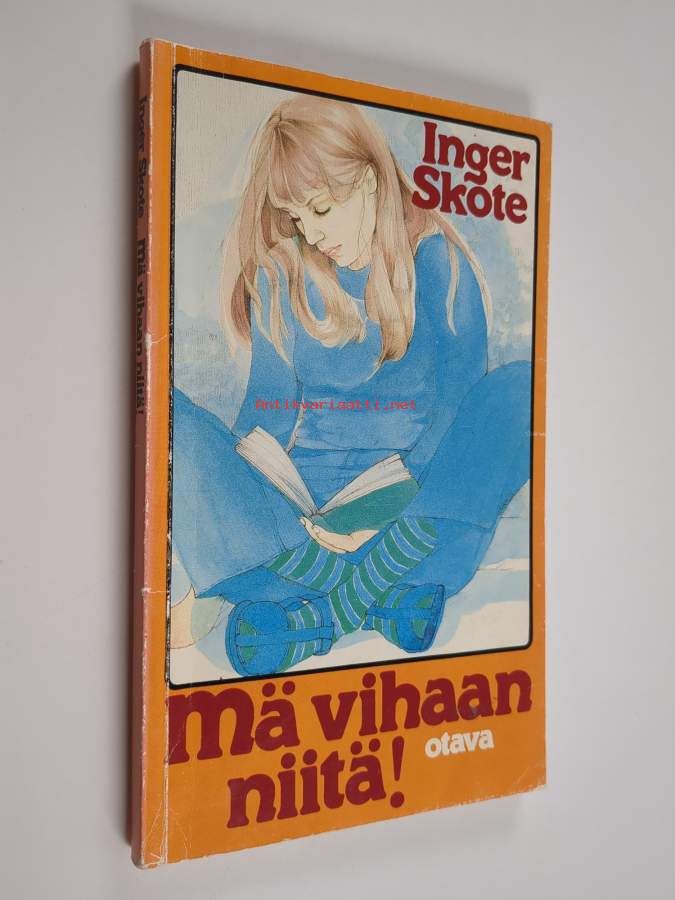 Inger Skote mä vihaan niitä!
Inger
Skote
Antikvariaatti.net
mä vihaan
niitä!
otava